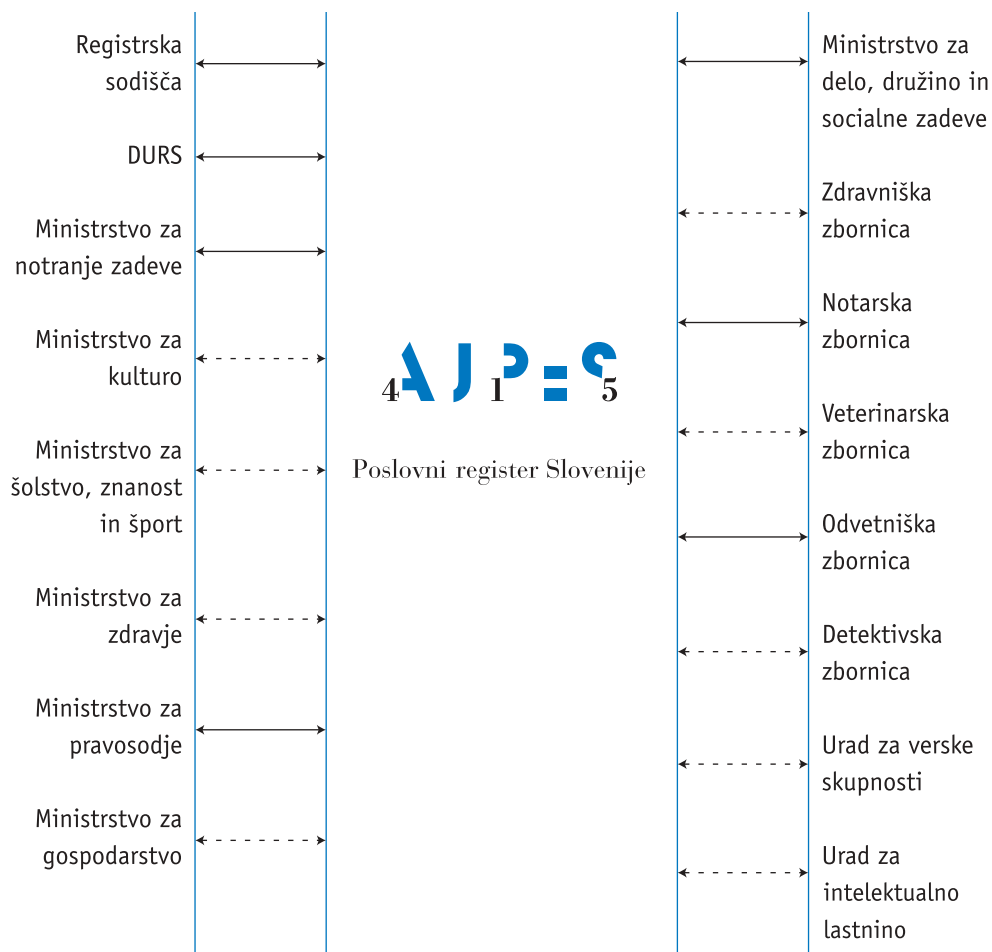 Registrska
sodišča
DURS
Ministrstvo za
notranje zadeve
Ministrstvo za
kulturo
Ministrstvo za
šolstvo, znanost
in šport
Ministrstvo za
zdravje
Ministrstvo za
pravosodje
Ministrstvo za
gospodarstvo
4 AJPES 1 5
Poslovni register Slovenije
Ministrstvo za
delo, družino in
socialne zadeve
Zdravniška
zbornica
Notarska
zbornica
Veterinarska
zbornica
Odvetniška
zbornica
Detektivska
zbornica
Urad za verske
skupnosti
Urad za
intelektualno
lastnino